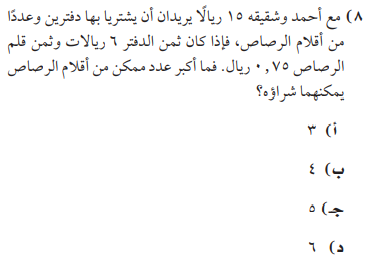 ٨) مع أحمد وشقيقه ١٥ ريالًا يريدان أن يشتريا بها دفترين وعددًا
من أقلام الرصاص، فإذا كان ثمن الدفتر ٦ ريالات وثمن قلم
الرصاص ٠,٧٥ ريال. فما أكبر عدد ممكن من أقلام الرصاص
يمكنهما شراؤه؟
أ) ٣
ب) ٤
جـ) ٥
د) ٦